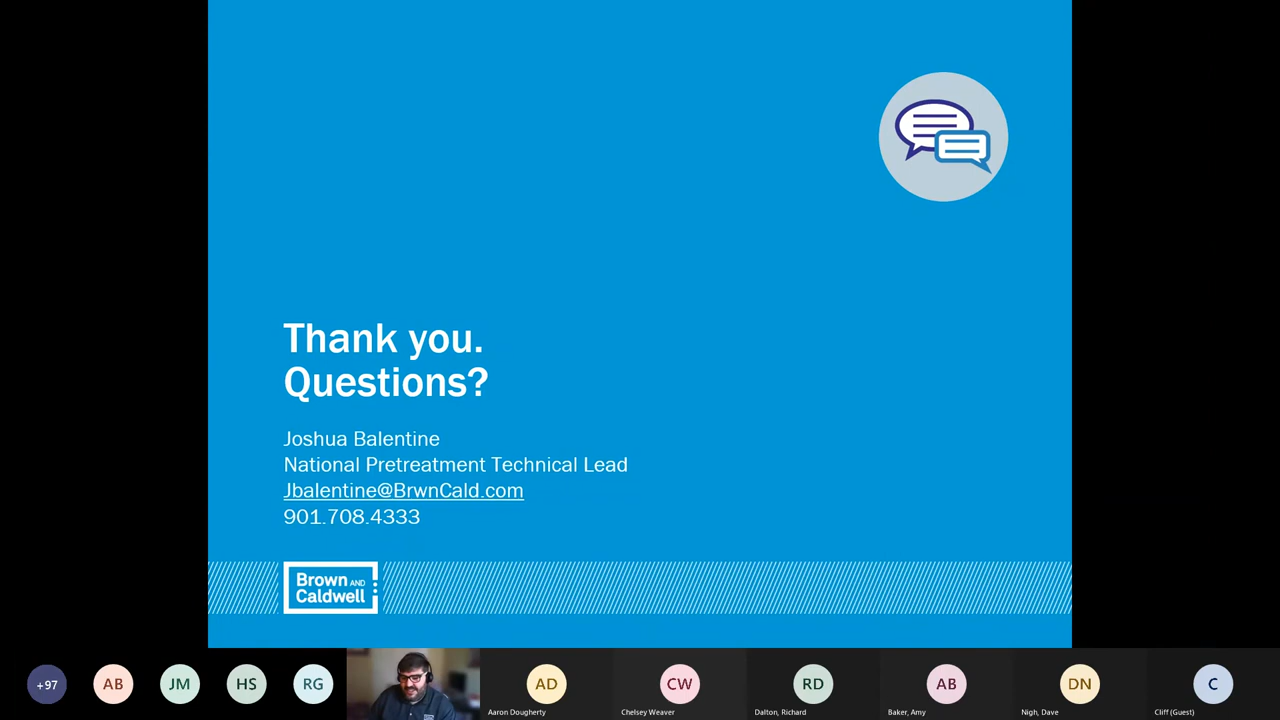 Thank you.
Questions?
Joshua Balentine
National Pretreatment Technical Lead
Jbalentine@BrwnCald.com
901.708.4333
Brown AND
Caldwell
+97
AB
JM
HS
RG
AD
CW
RD
AB
DN
C
Aaron Dougherty
Chelsey Weaver
Dalton, Richard
Baker, Amy
Nigh, Dave
Cliff (Guest)